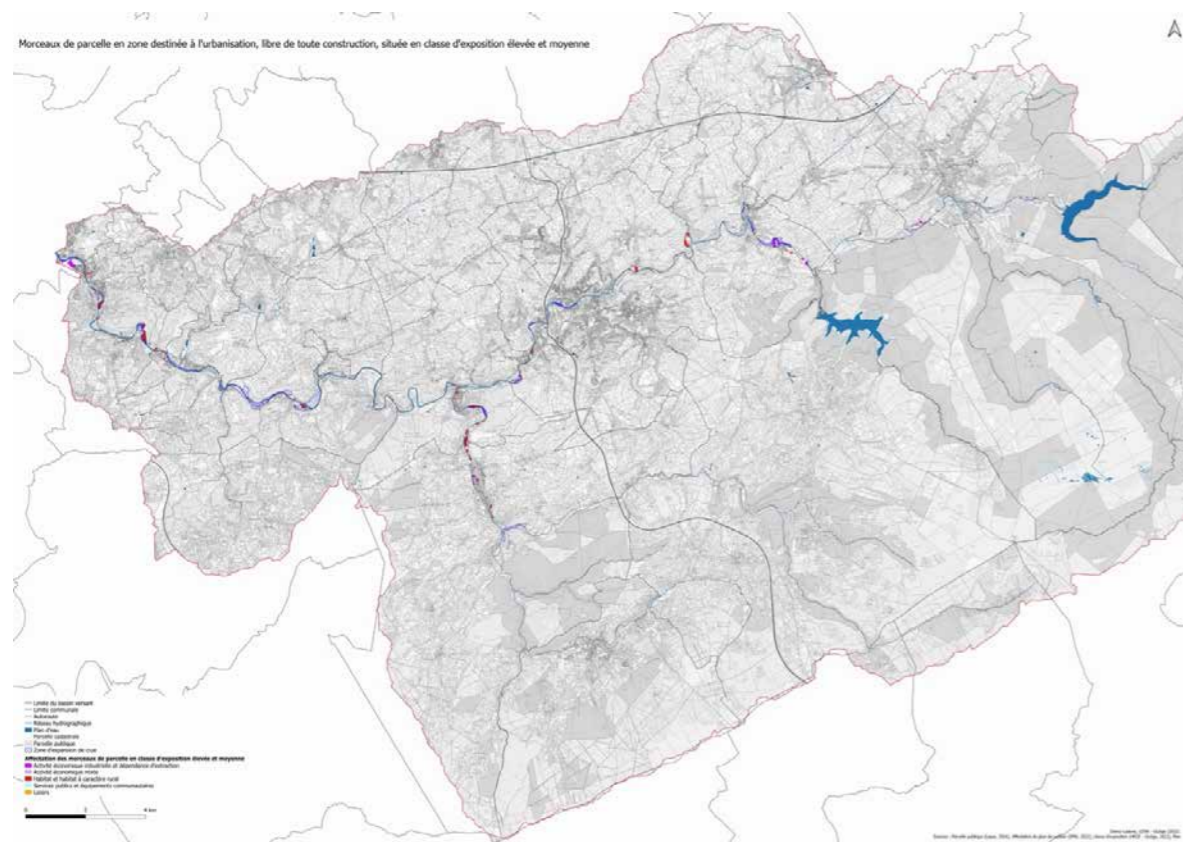 Morceaux de parcelle en zone destinée à l'urbanisation, libre de toute construction, située en classe d'exposition élevée et moyenne
Limite du bassin versant
Limite communale
Autoroute
Réseau hydrographique
Plan d'eau
Parcelle cadastrale
Parcelle publique
Zone d'expansion de crue
Affectation des morceaux de parcelle en classe d'exposition élevée et moyenne
Activité économique industrielle et dépendance d'extraction
Activité économique mixte
Habitat et habitat à caractère rural
Services publics et équipements communautaires
Loisirs
0
4 km